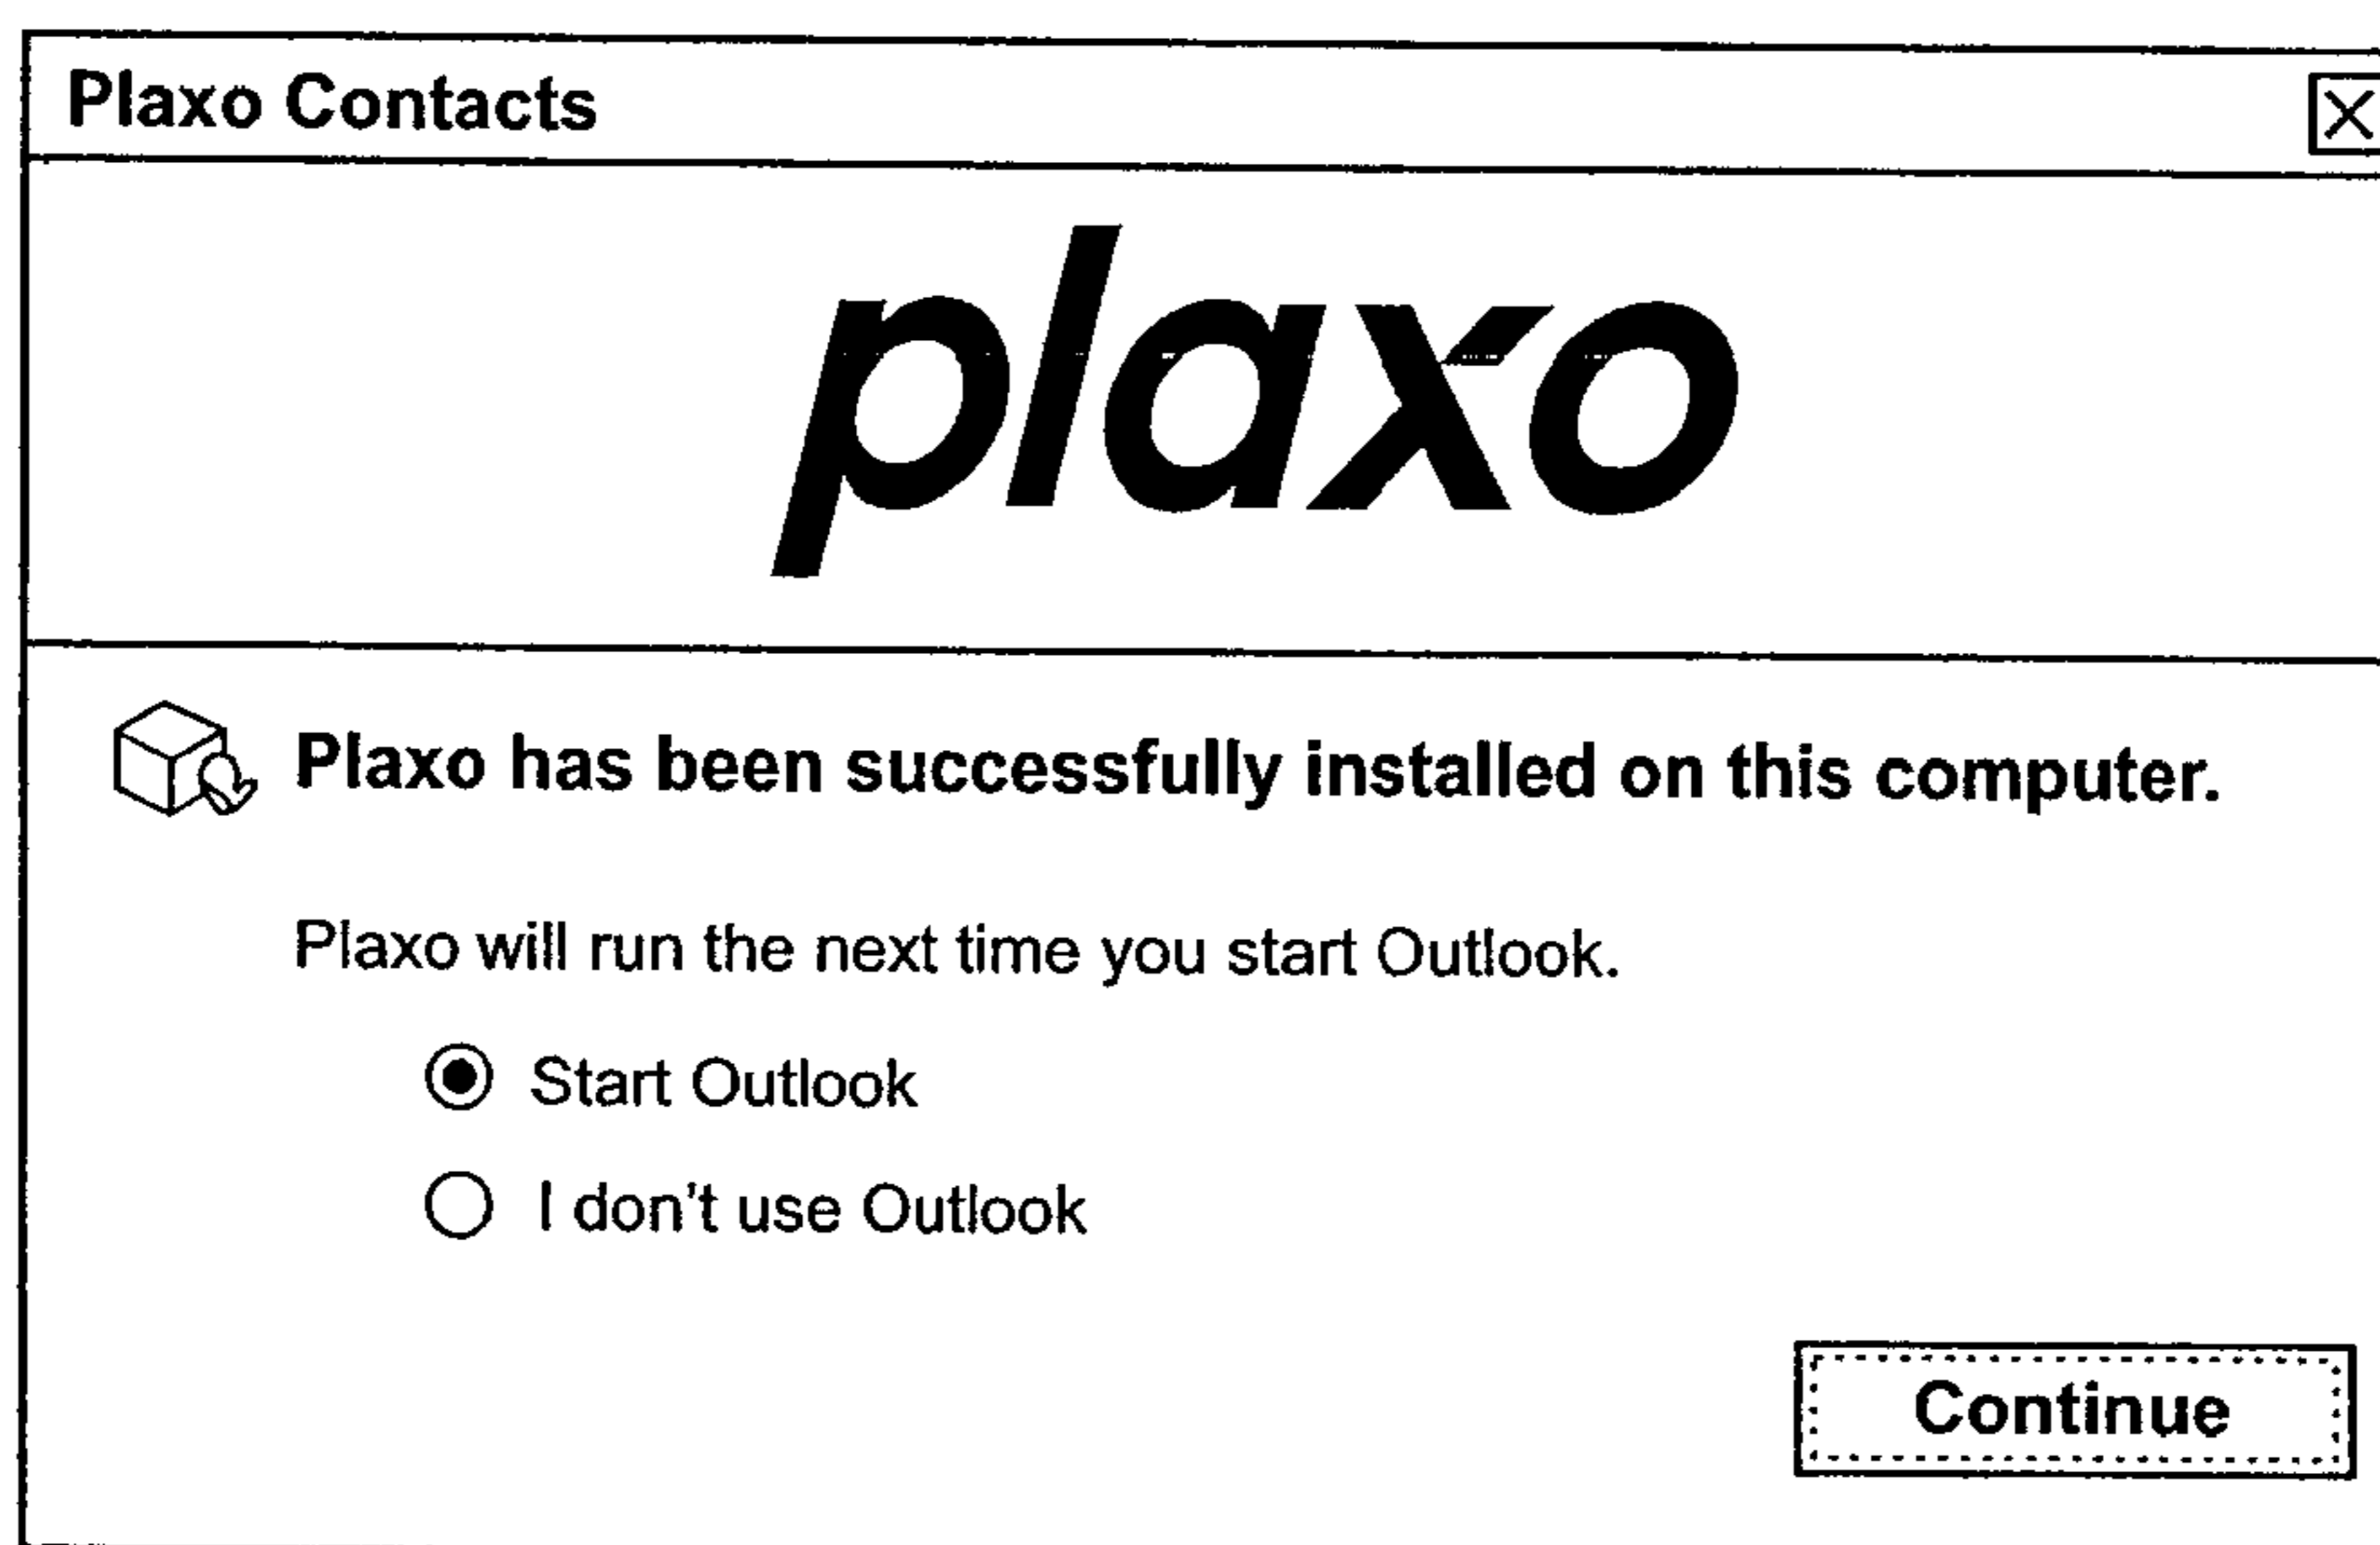 Plaxo Contacts
plaxo
Plaxo has been successfully installed on this computer.
Plaxo will run the next time you start Outlook.
Start Outlook
I don't use Outlook
Continue